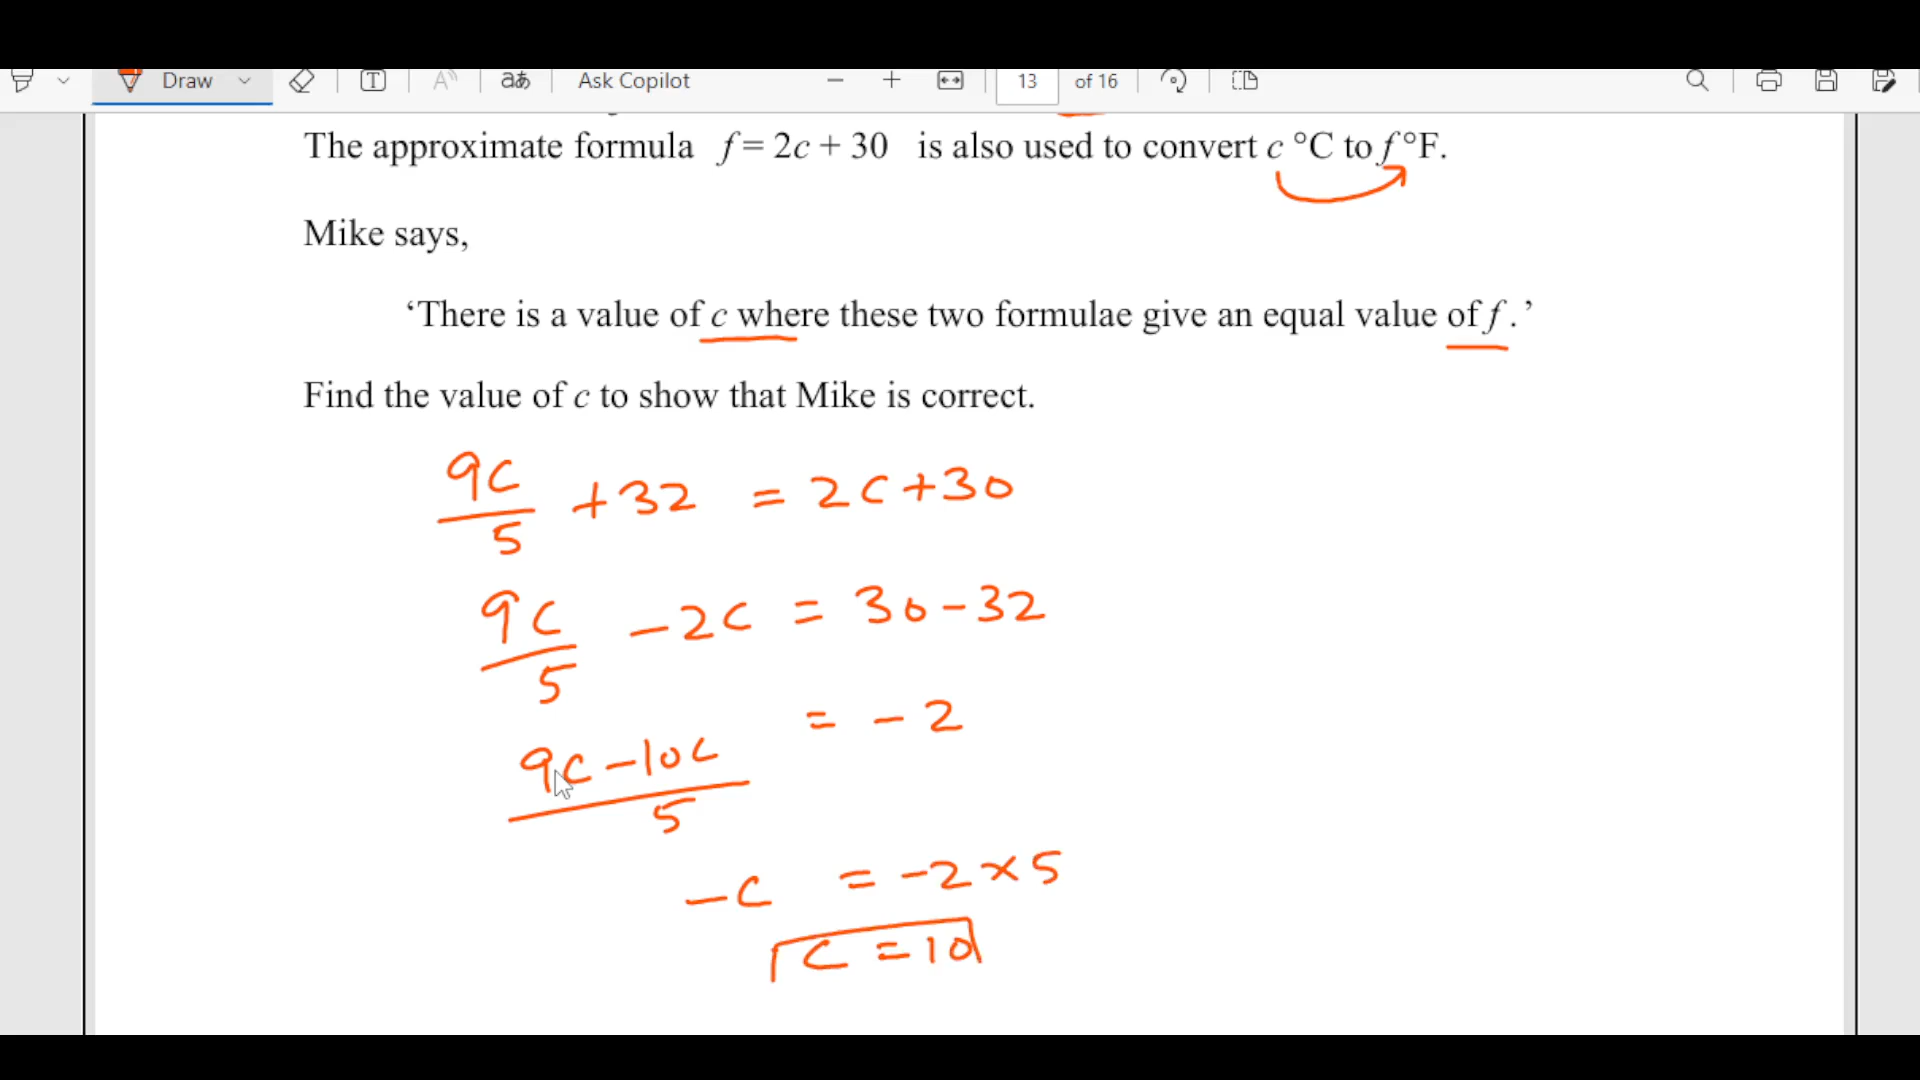 Draw
T
A
aあ
Ask Copilot
13 of 16
The approximate formula f = 2c + 30 is also used to convert c °C to f °F.
Mike says,
‘There is a value of c where these two formulae give an equal value of f . ’
Find the value of c to show that Mike is correct.
9c/5 + 32 = 2c + 30
9c/5 - 2c = 30 - 32
9c - 10c/5 = - 2
- c = - 2 × 5
c = 10